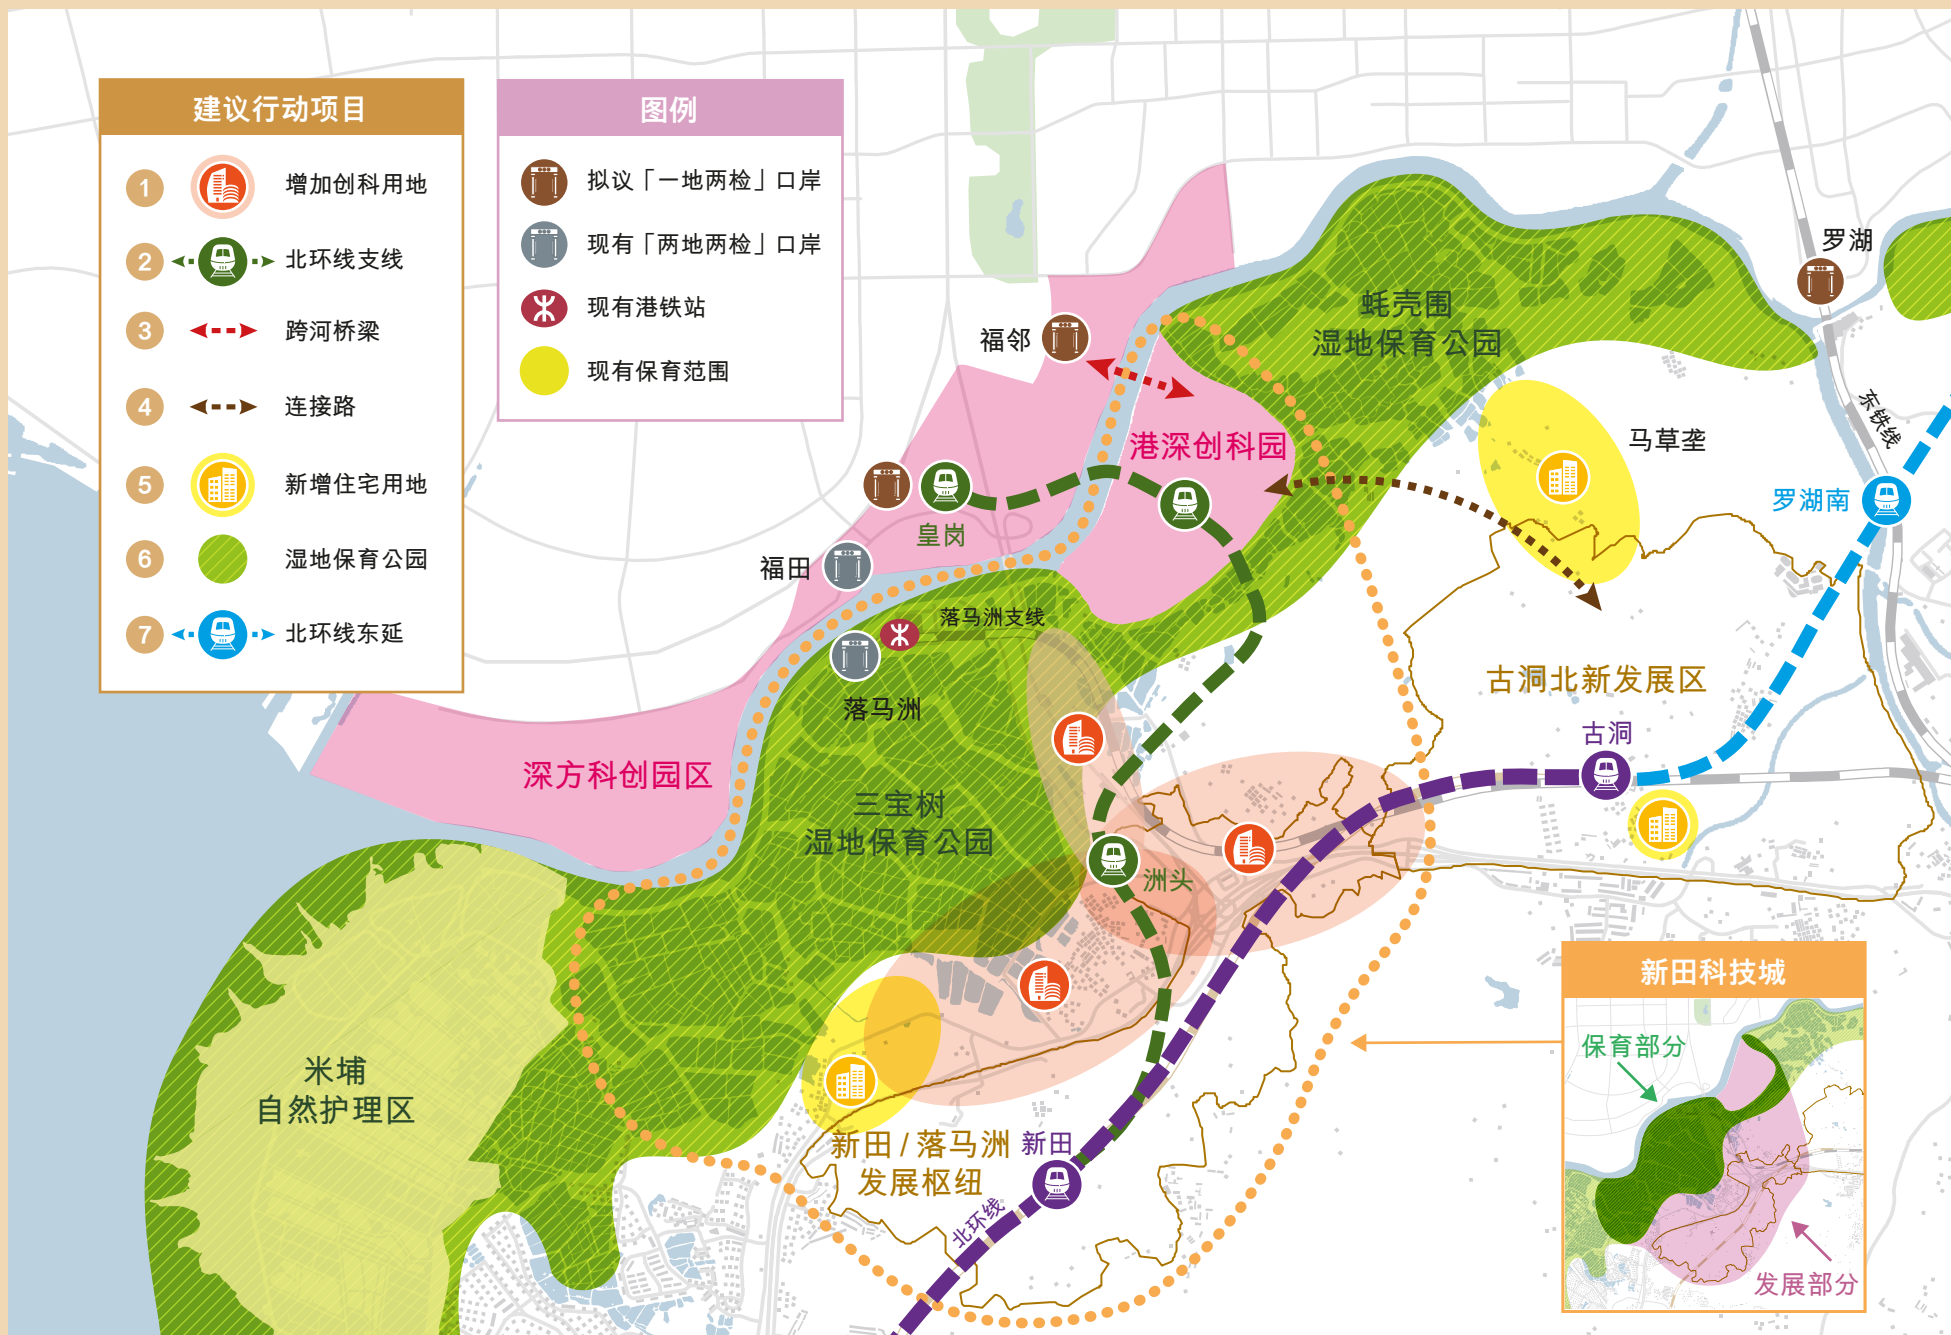 建议行动项目
1 增加创科用地
2 北环线支线
3 跨河桥梁
4 连接路
5 新增住宅用地
6 湿地保育公园
7 北环线东延
图例
拟议「一地两检」口岸
现有「两地两检」口岸
现有港铁站
现有保育范围
罗湖
蚝壳围
湿地保育公园
福邻
东铁线
港深创科园
马草垄
罗湖南
皇岗
福田
落马洲支线
落马洲
古洞北新发展区
古洞
深方科创园区
三宝树
湿地保育公园
洲头
米埔
自然护理区
新田 / 落马洲
发展枢纽
新田
北环线
新田科技城
保育部分
发展部分